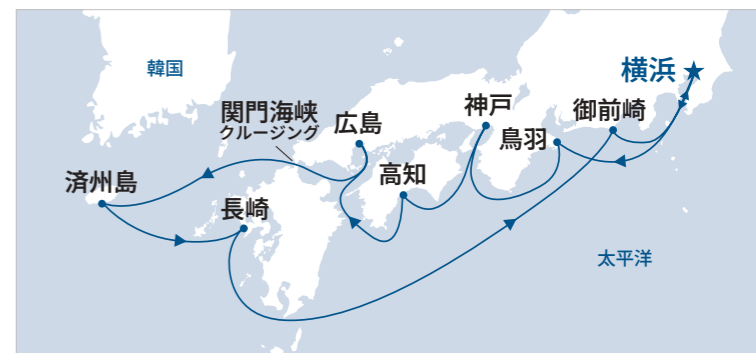 韓国
横浜
関門海峡
クルージング
広島
神戸
御前崎
鳥羽
済州島
高知
長崎
太平洋